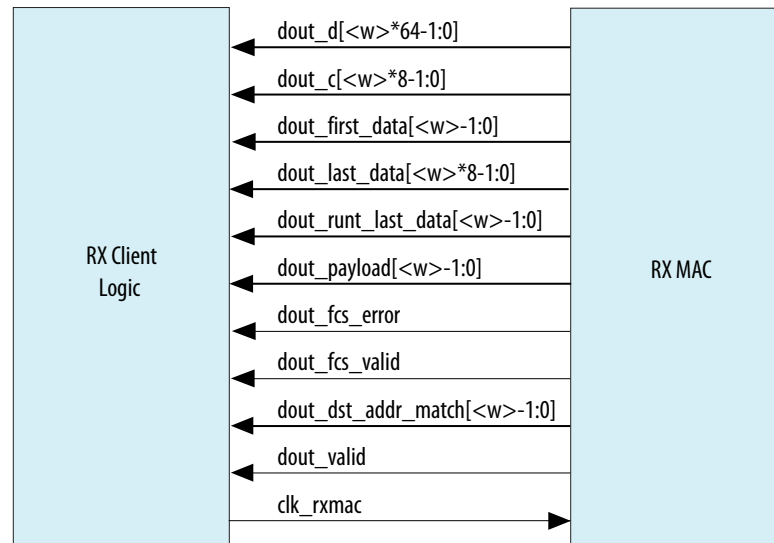 dout_d[<w>*64-1:0]
dout_c[<w>*8-1:0]
dout_first_data[<w>-1:0]
dout_last_data[<w>*8-1:0]
dout_runt_last_data[<w>-1:0]
RX Client
Logic
dout_payload[<w>-1:0]
RX MAC
dout_fcs_error
dout_fcs_valid
dout_dst_addr_match[<w>-1:0]
dout_valid
clk_rxmac